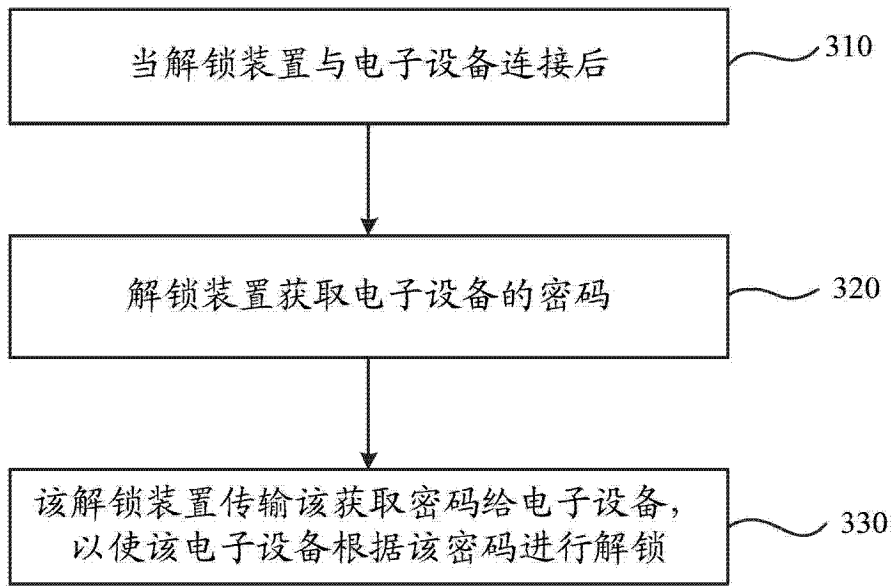 当解锁装置与电子设备连接后
310
解锁装置获取电子设备的密码
320
该解锁装置传输该获取密码给电子设备，
以使该电子设备根据该密码进行解锁
330